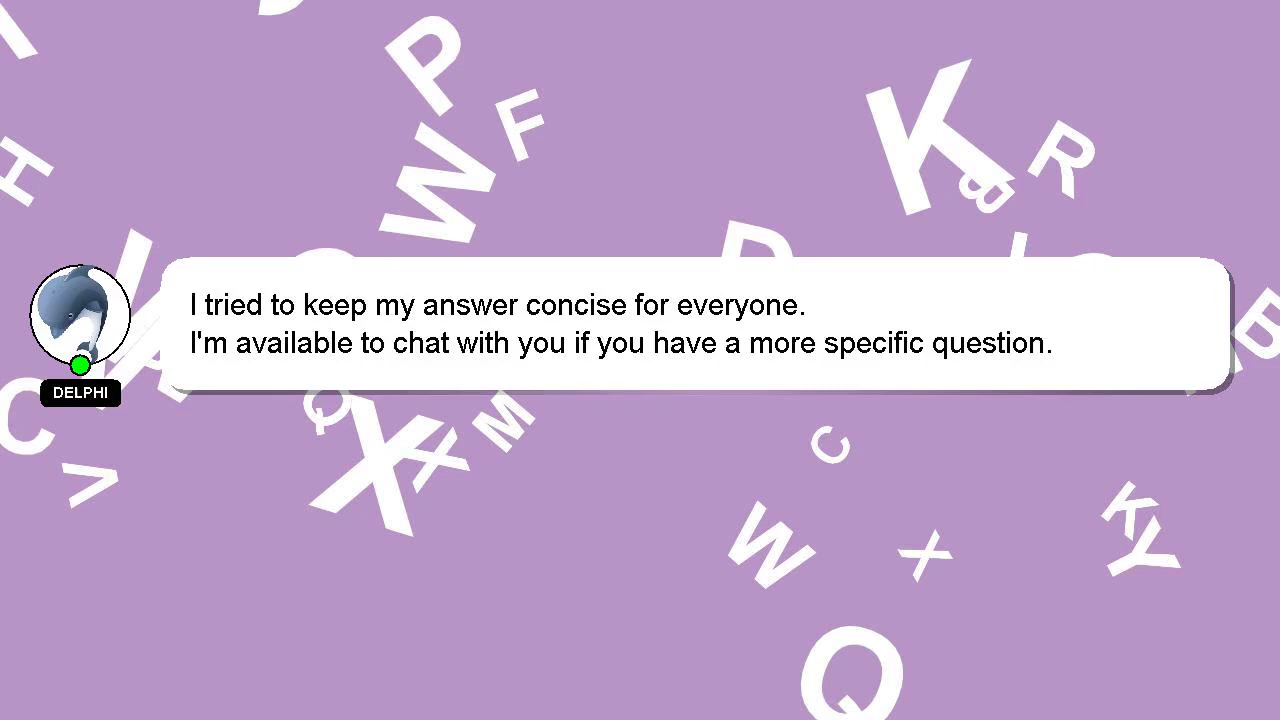 I tried to keep my answer concise for everyone.
I'm available to chat with you if you have a more specific question.
DELPHI
P
F
W
K
R
B
H
D
B
A
C
V
Q
X
X
M
C
W
X
K
Y
Q